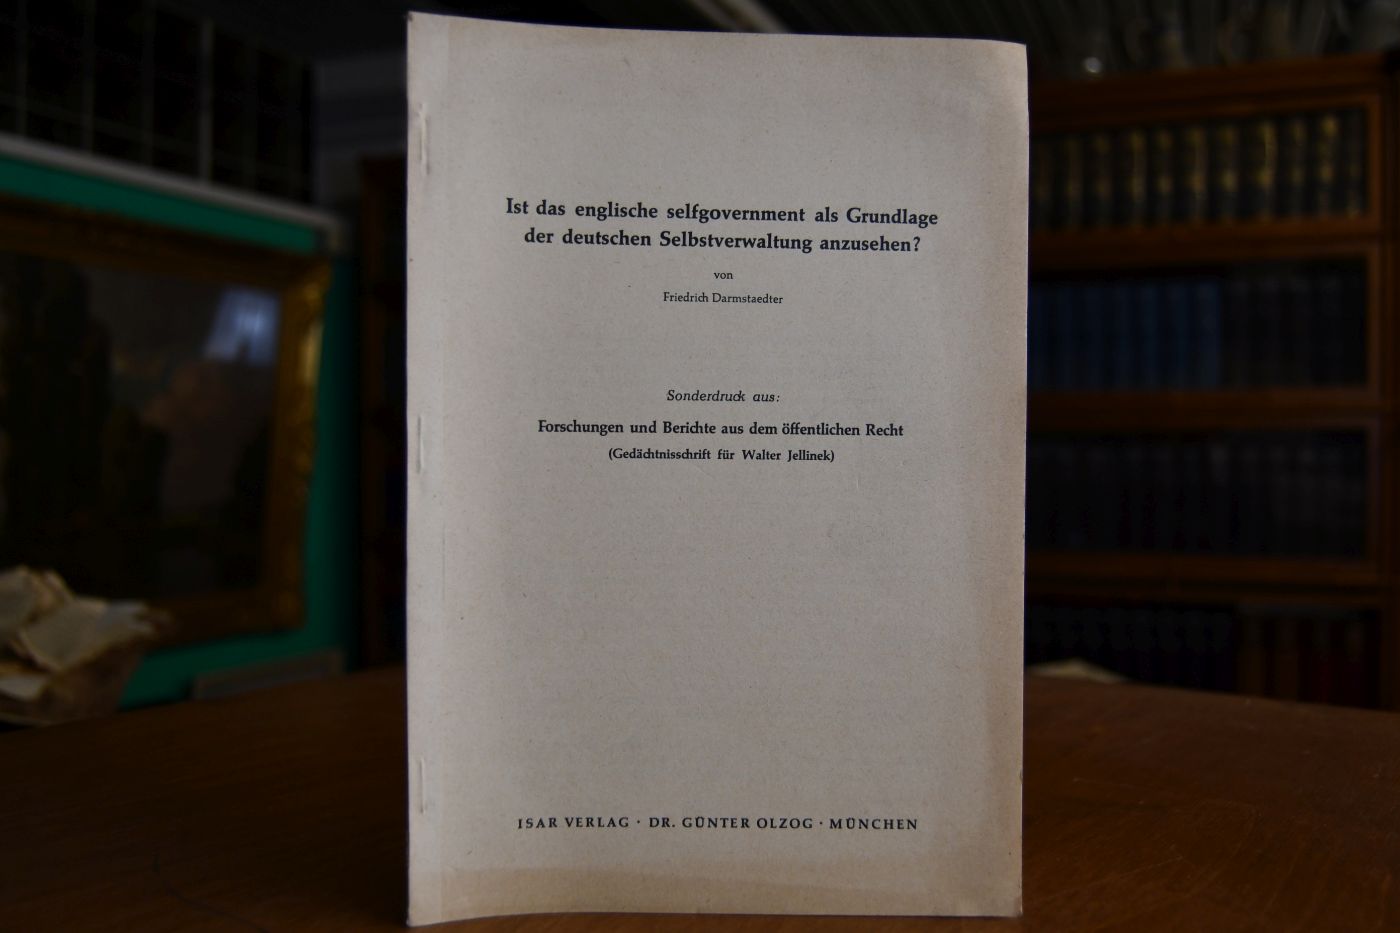 Ist das englische selfgovernment als Grundlage
der deutschen Selbstverwaltung anzusehen?
von
Friedrich Darmstaedter
Sonderdruck aus:
Forschungen und Berichte aus dem öffentlichen Recht
(Gedächtnisschrift für Walter Jellinek)
ISAR VERLAG · DR. GÜNTER OLZOG · MÜNCHEN